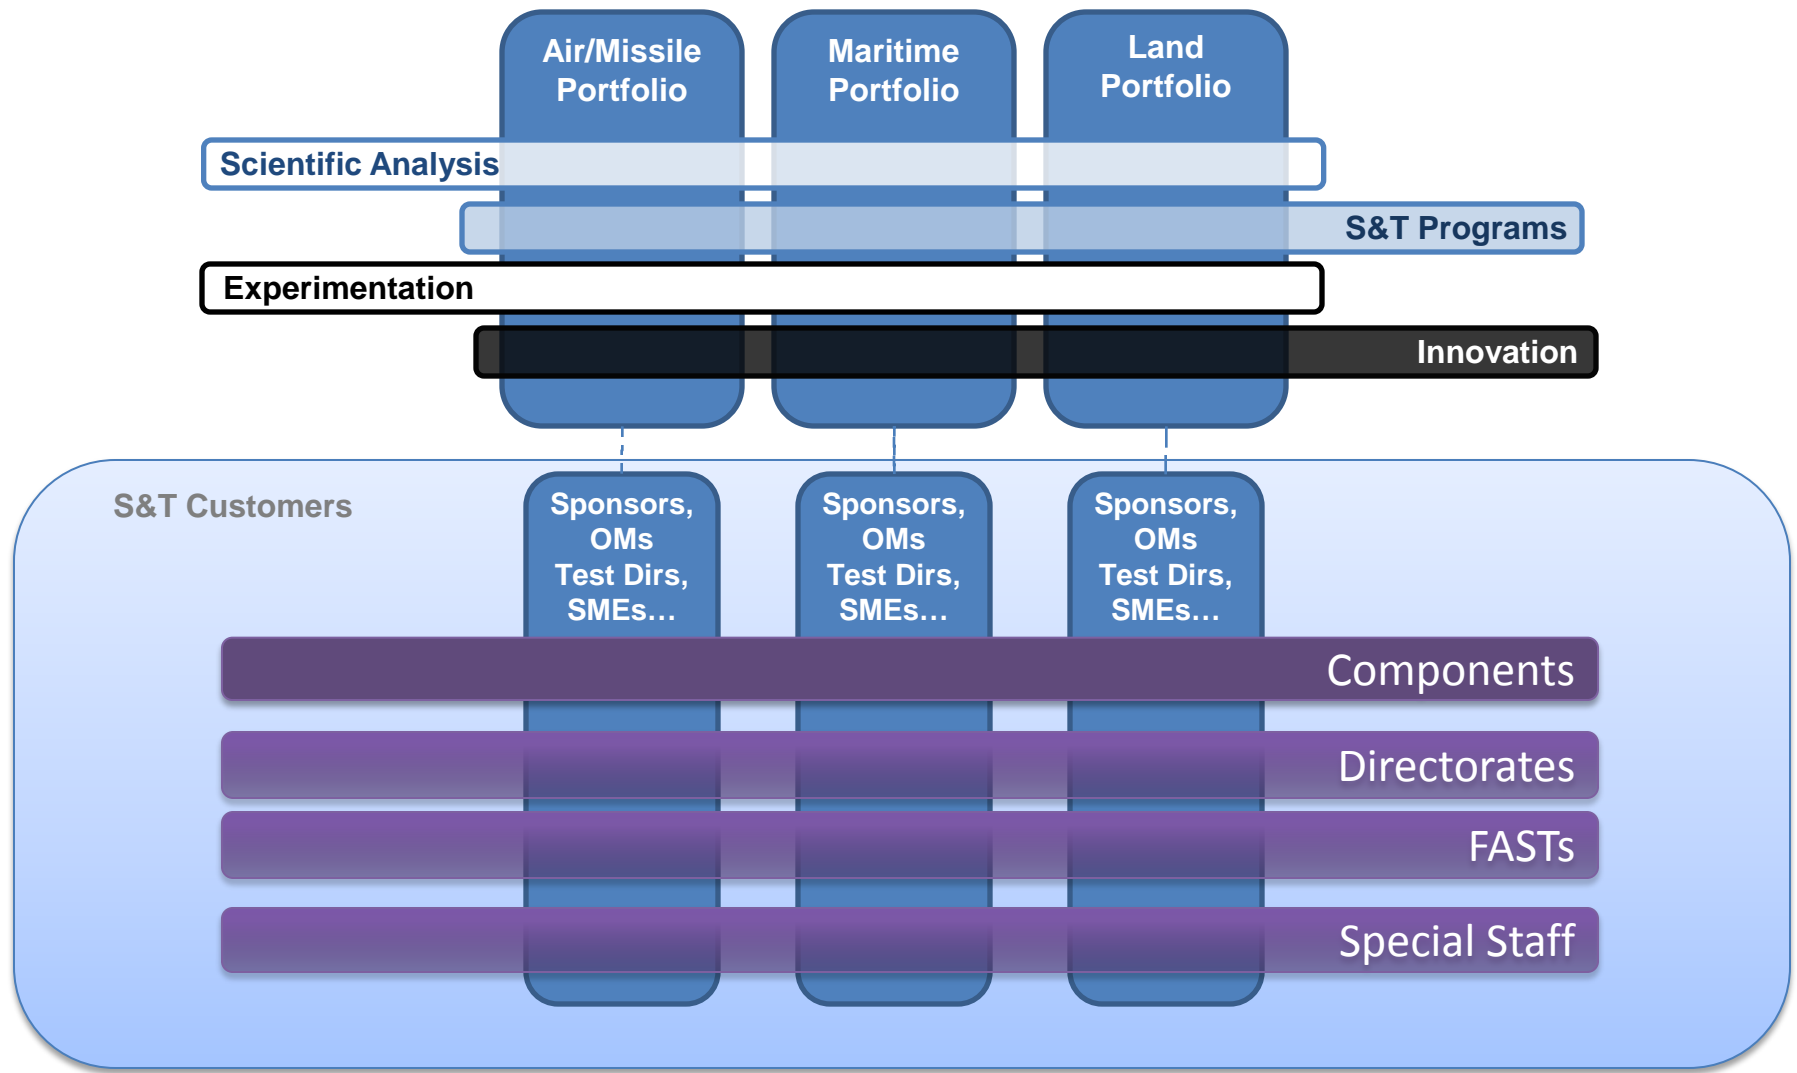 Air/Missile
Portfolio
Maritime
Portfolio
Land
Portfolio
Scientific Analysis
S&T Programs
Experimentation
Innovation
S&T Customers
Sponsors,
OMs
Test Dirs,
SMEs…
Sponsors,
OMs
Test Dirs,
SMEs…
Sponsors,
OMs
Test Dirs,
SMEs…
Components
Directorates
FASTs
Special Staff